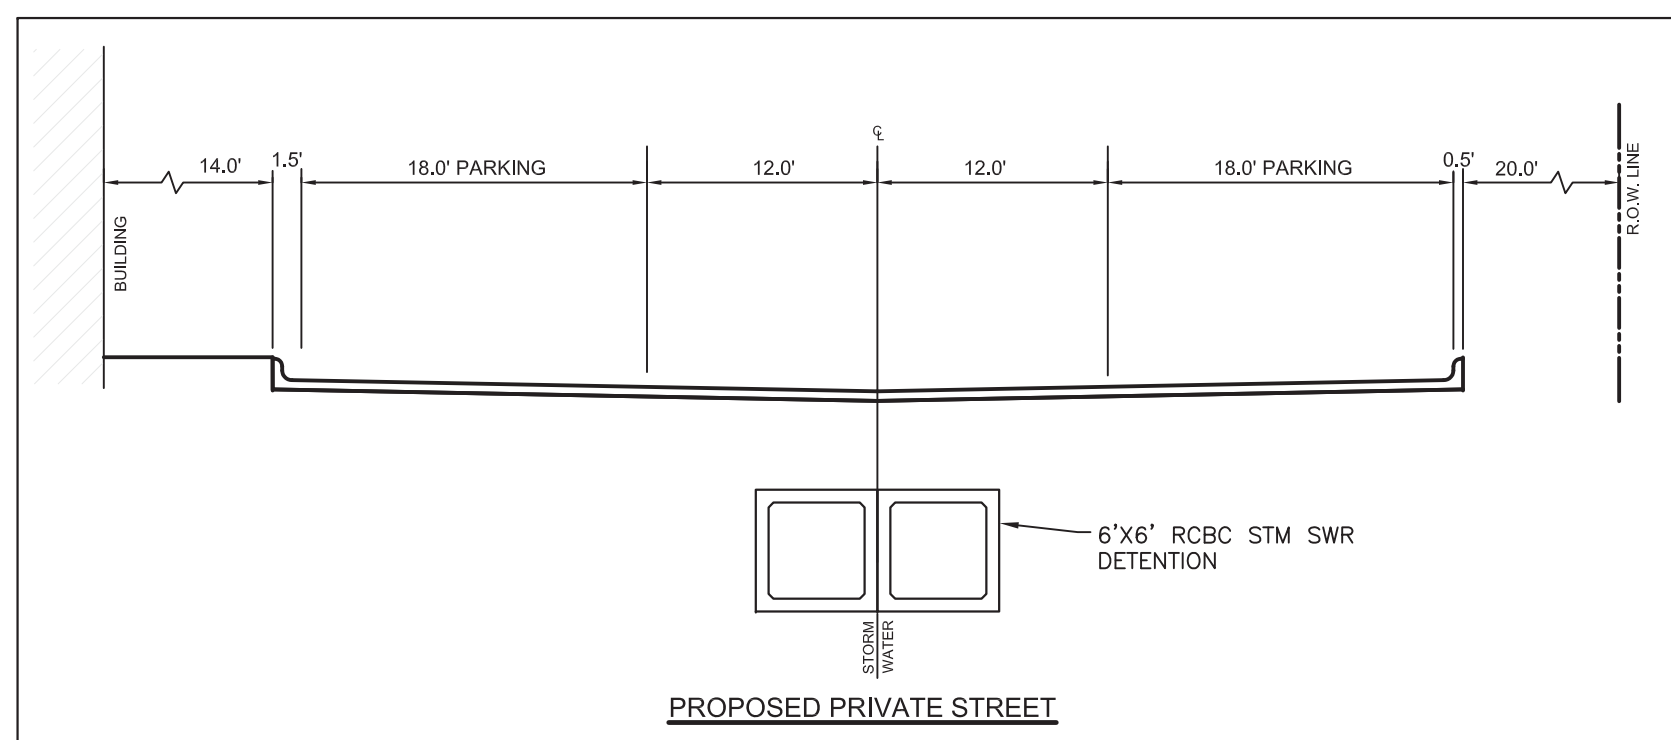 ℄
14.0'
1.5'
18.0' PARKING
12.0'
12.0'
18.0' PARKING
0.5'
20.0'
BUILDING
R.O.W. LINE
6'X6' RCBC STM SWR
DETENTION
STORM
WATER
PROPOSED PRIVATE STREET